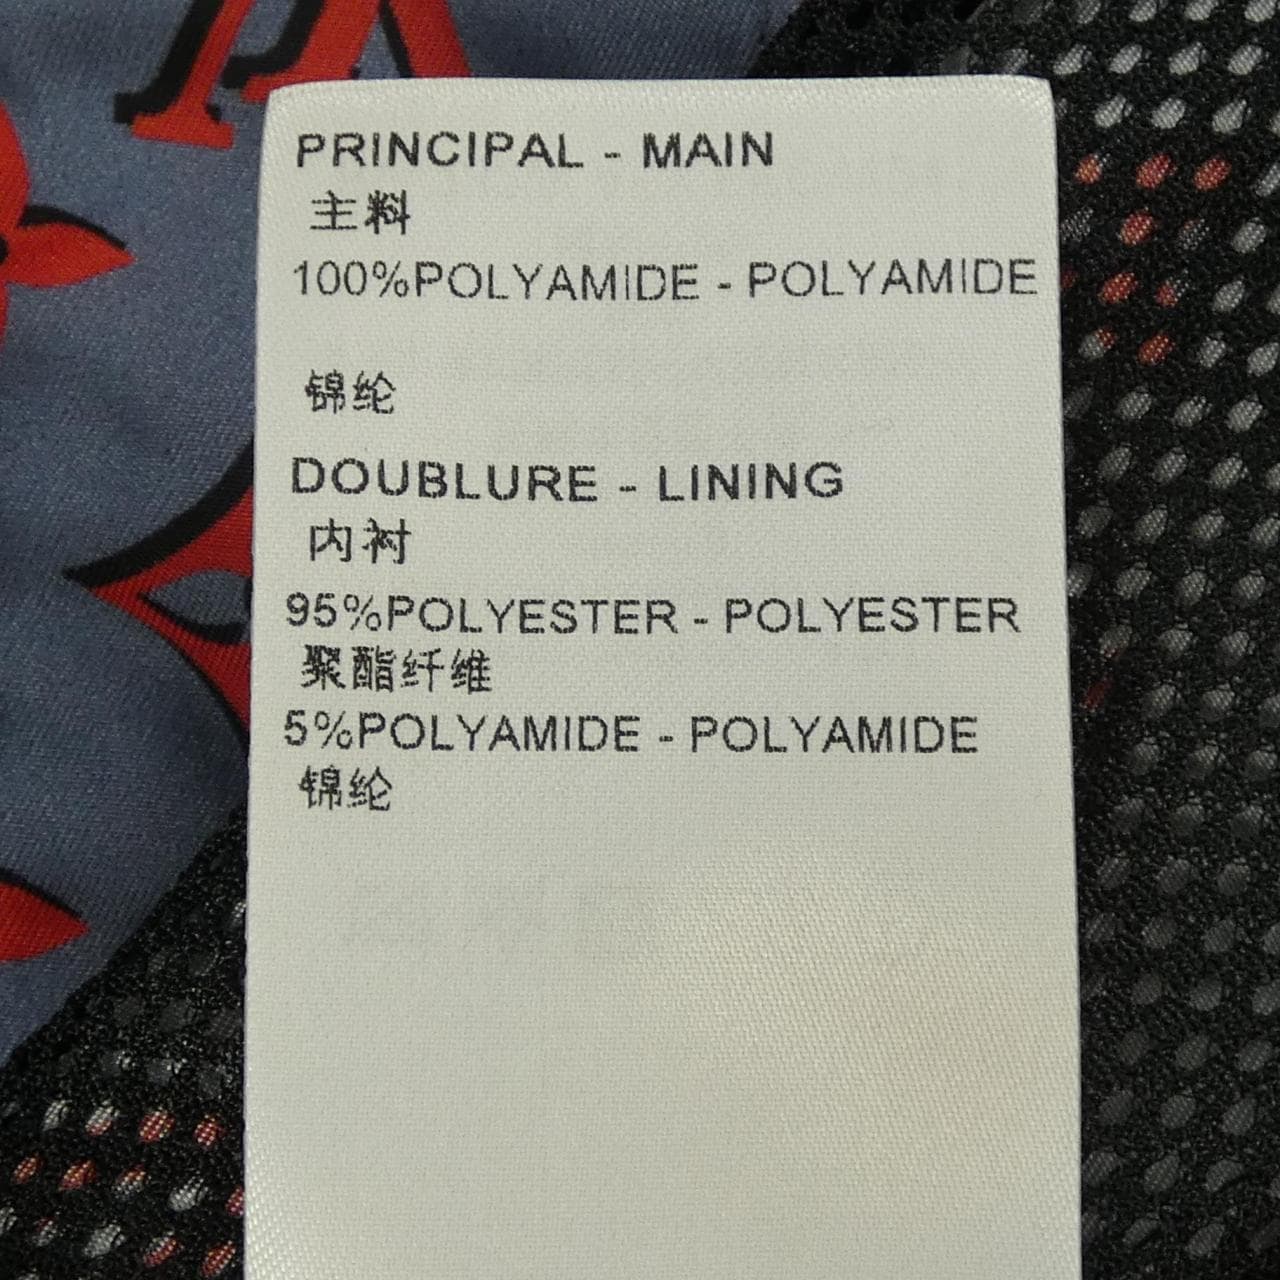 PRINCIPAL - MAIN
主料
100%POLYAMIDE - POLYAMIDE
锦纶
DOUBLURE - LINING
内衬
95%POLYESTER - POLYESTER
聚酯纤维
5%POLYAMIDE - POLYAMIDE
锦纶